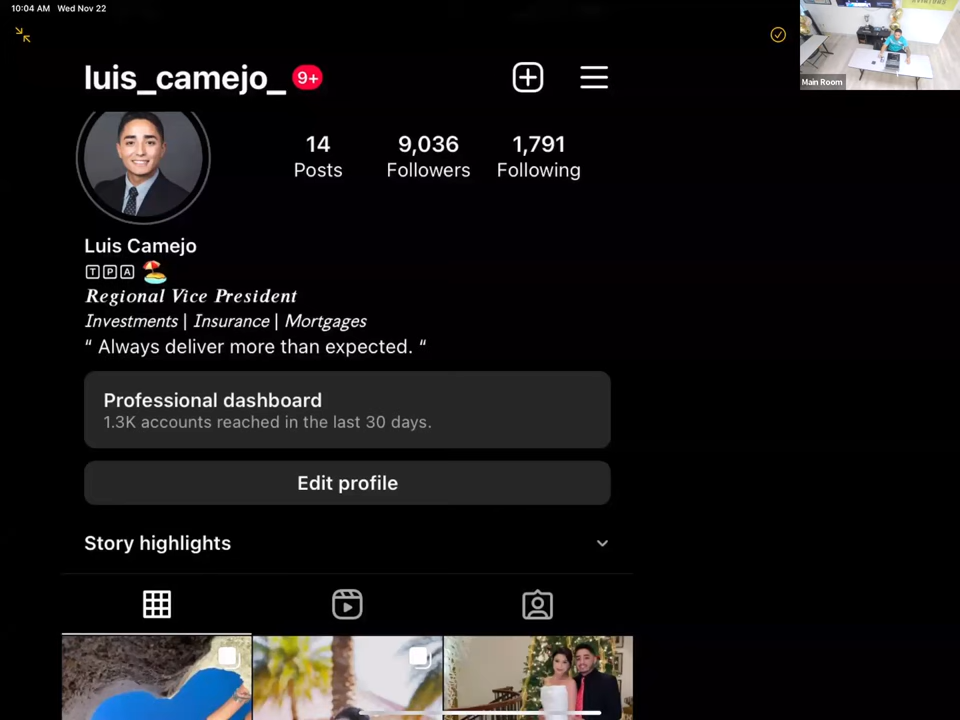 10:04 AM Wed Nov 22
luis_camejo_ 9+
14 9,036 1,791
Posts Followers Following
Luis Camejo
🅃🄿🄰 🏖️
𝑹𝒆𝒈𝒊𝒐𝒏𝒂𝒍 𝑽𝒊𝒄𝒆 𝑷𝒓𝒆𝒔𝒊𝒅𝒆𝒏𝒕
𝘐𝘯𝘷𝘦𝘴𝘵𝘮𝘦𝘯𝘵𝘴 | 𝘐𝘯𝘴𝘶𝘳𝘢𝘯𝘤𝘦 | 𝘔𝘰𝘳𝘵𝘨𝘢𝘨𝘦𝘴
“ Always deliver more than expected. “
Professional dashboard
1.3K accounts reached in the last 30 days.
Edit profile
Story highlights
Main Room